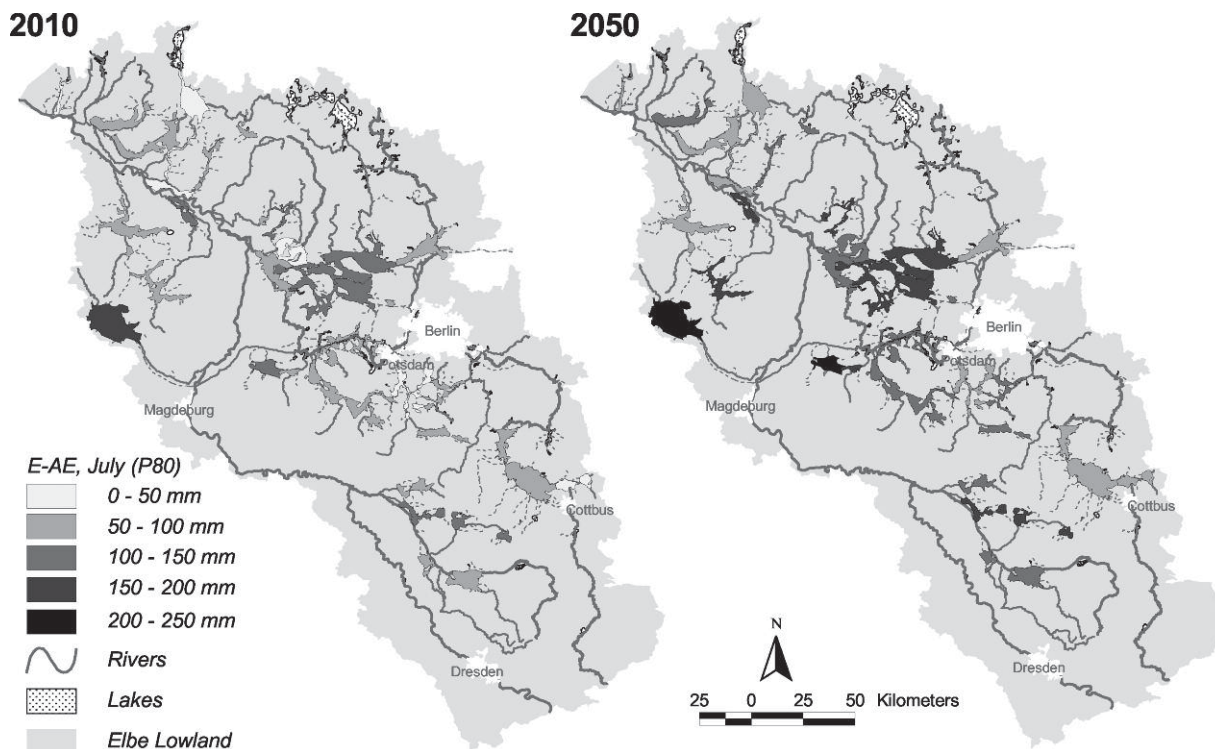 2010
2050
Berlin
Potsdam
Magdeburg
Cottbus
Dresden
Berlin
Potsdam
Magdeburg
Cottbus
Dresden
E-AE, July (P80)
0 - 50 mm
50 - 100 mm
100 - 150 mm
150 - 200 mm
200 - 250 mm
Rivers
Lakes
Elbe Lowland
N
25 0 25 50 Kilometers